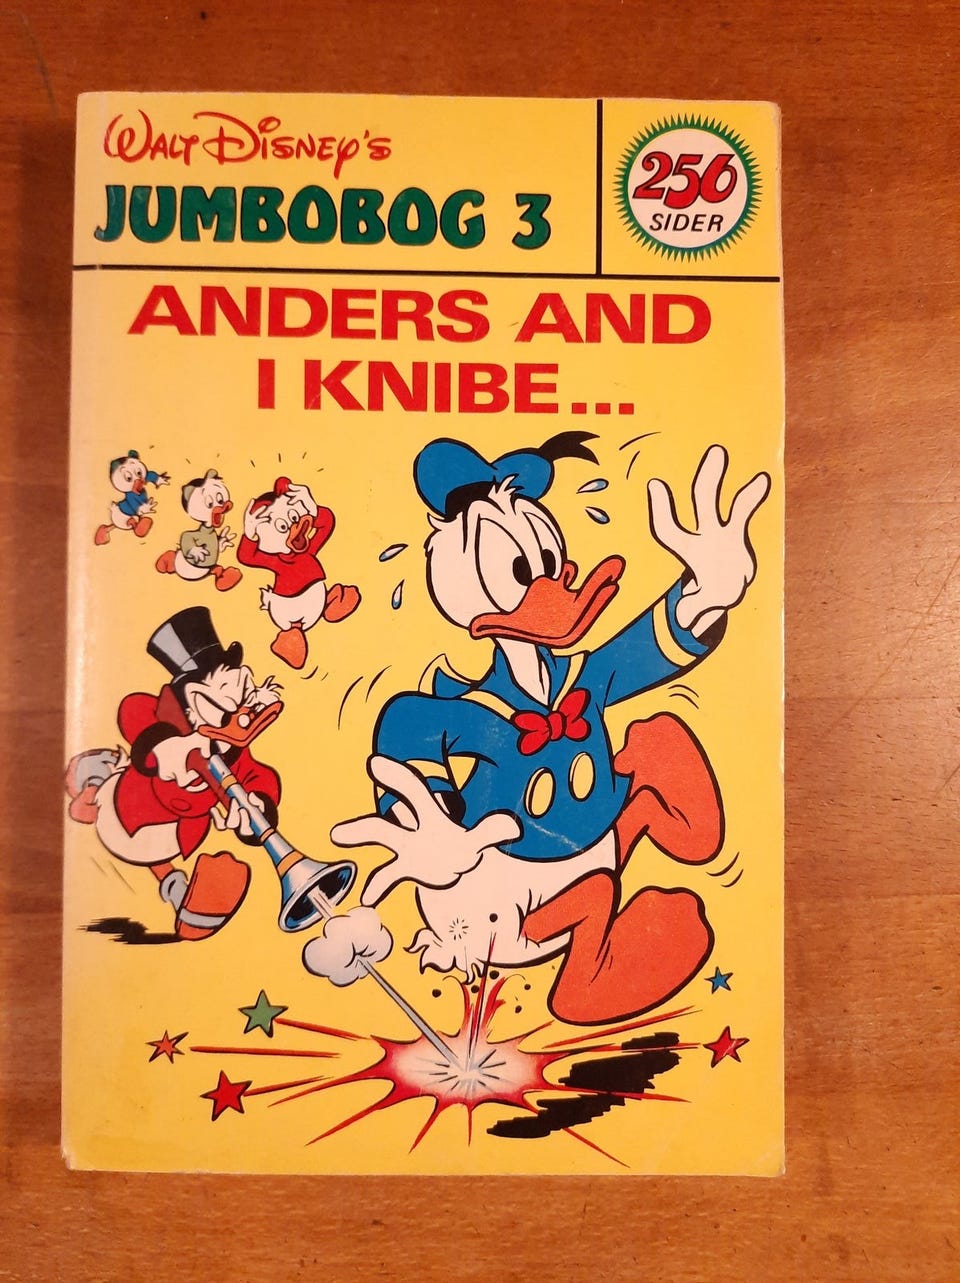 WALT DISNEY'S
JUMBOBOG 3
256
SIDER
ANDERS AND
I KNIBE...